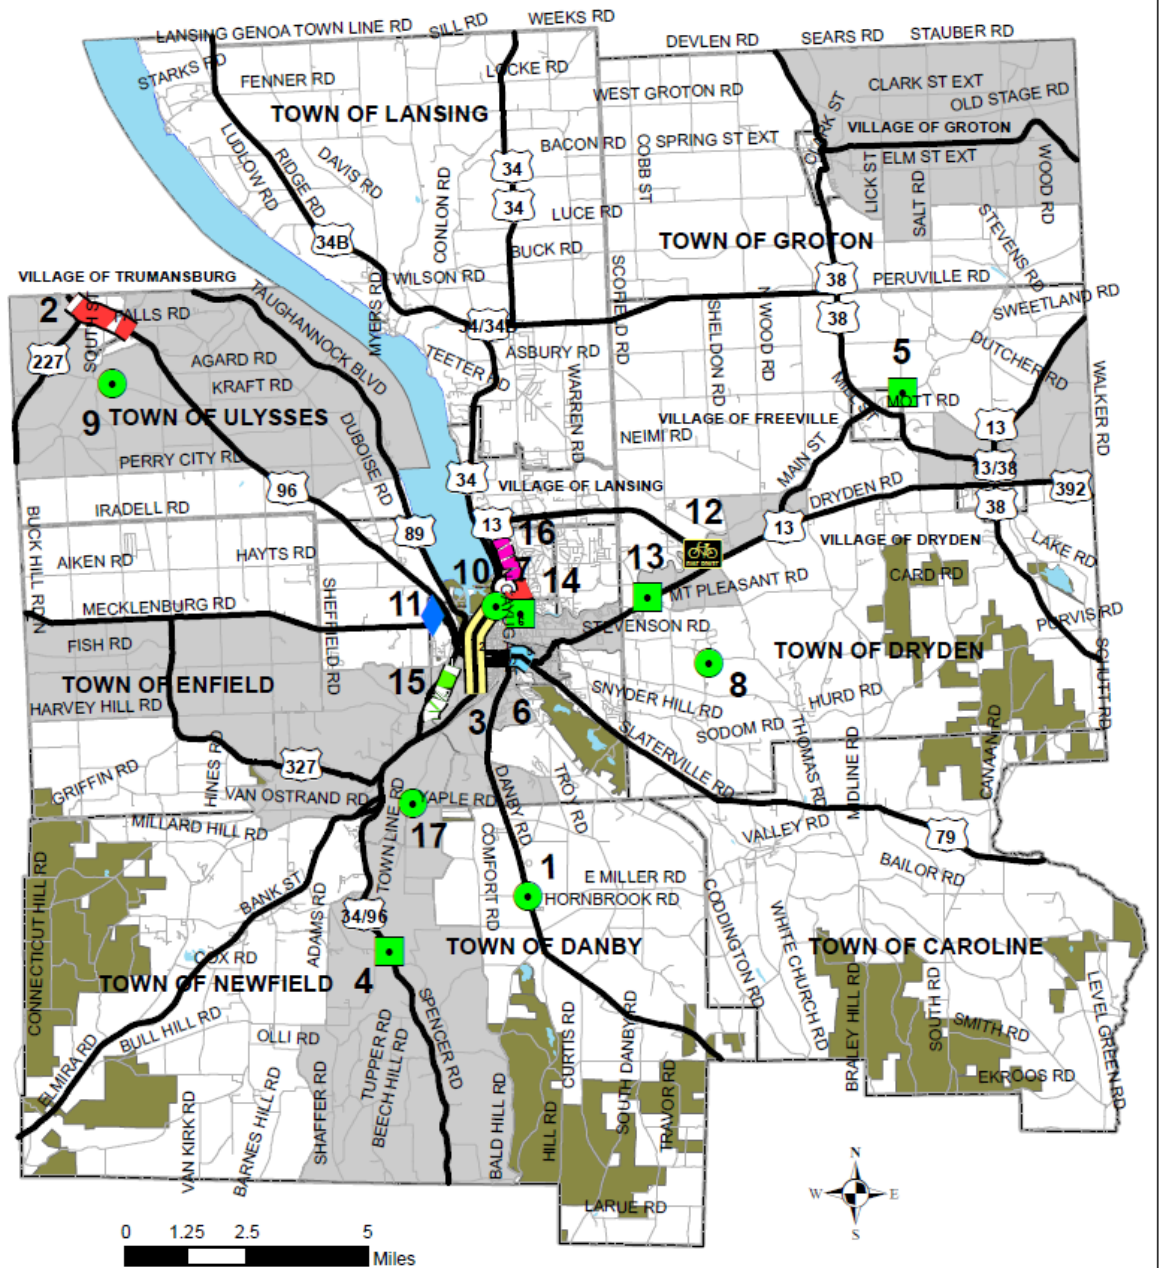 WEEKS RD
LANSING GENOA TOWN LINE RD
SILL RD
DEVLEN RD
SEARS RD
STAUBER RD
STARKS RD
FENNER RD
LOCKE RD
WEST GROTON RD
CLARK ST EXT
OLD STAGE RD
TOWN OF LANSING
CLARK ST
VILLAGE OF GROTON
BACON RD
COBB ST
SPRING ST EXT
ELM ST EXT
LUDLOW RD
RIDGE RD
DAVIS RD
CONLON RD
34
34
LICK ST
SALT RD
WOOD RD
LUCE RD
STEVENS RD
34B
BUCK RD
TOWN OF GROTON
VILLAGE OF TRUMANSBURG
WILSON RD
SCOFIELD RD
38
PERUVILLE RD
SWEETLAND RD
2
FALLS RD
SOUTH ST
TAUGHANNOCK BLVD
MYERS RD
34/34B
38
SHELDON RD
N WOOD RD
227
AGARD RD
KRAFT RD
TEETER RD
ASBURY RD
WARREN RD
5
DUTCHER RD
WALKER RD
MILL ST
MOTT RD
9
TOWN OF ULYSSES
DUBOISE RD
VILLAGE OF FREEVILLE
NEIMI RD
MAIN ST
13
PERRY CITY RD
13/38
96
34
VILLAGE OF LANSING
DRYDEN RD
392
IRADELL RD
BUCK HILL RD N
89
13
16
12
13
38
AIKEN RD
HAYTS RD
VILLAGE OF DRYDEN
LAKE RD
10
7
14
13
CARD RD
MT PLEASANT RD
SHEFFIELD RD
MECKLENBURG RD
11
STEVENSON RD
PURVIS RD
FISH RD
TOWN OF DRYDEN
SCHUTT RD
TOWN OF ENFIELD
15
8
HARVEY HILL RD
3
6
SNYDER HILL RD
HURD RD
SODOM RD
SLATERVILLE RD
THOMAS RD
MIDLINE RD
CANAAN RD
HINES RD
327
GRIFFIN RD
VAN OSTRAND RD
TOWN LINE RD
YAPLE RD
DANBY RD
TROY RD
MILLARD HILL RD
17
COMFORT RD
VALLEY RD
79
BAILOR RD
CONNECTICUT HILL RD
BANK ST
ADAMS RD
1
E MILLER RD
HORNBROOK RD
CODDINGTON RD
WHITE CHURCH RD
34/96
COX RD
TOWN OF DANBY
TOWN OF CAROLINE
TOWN OF NEWFIELD
4
BRALEY HILL RD
SOUTH RD
LEVEL GREEN RD
ELMIRA RD
BULL HILL RD
OLLI RD
SPENCER RD
TUPPER RD
BEECH HILL RD
CURTIS RD
SOUTH DANBY RD
SMITH RD
EKROOS RD
VAN KIRK RD
BARNES HILL RD
SHAFFER RD
BALD HILL RD
HILL RD
TRAVOR RD
LARUE RD
N
W
E
S
0 1.25 2.5 5
Miles